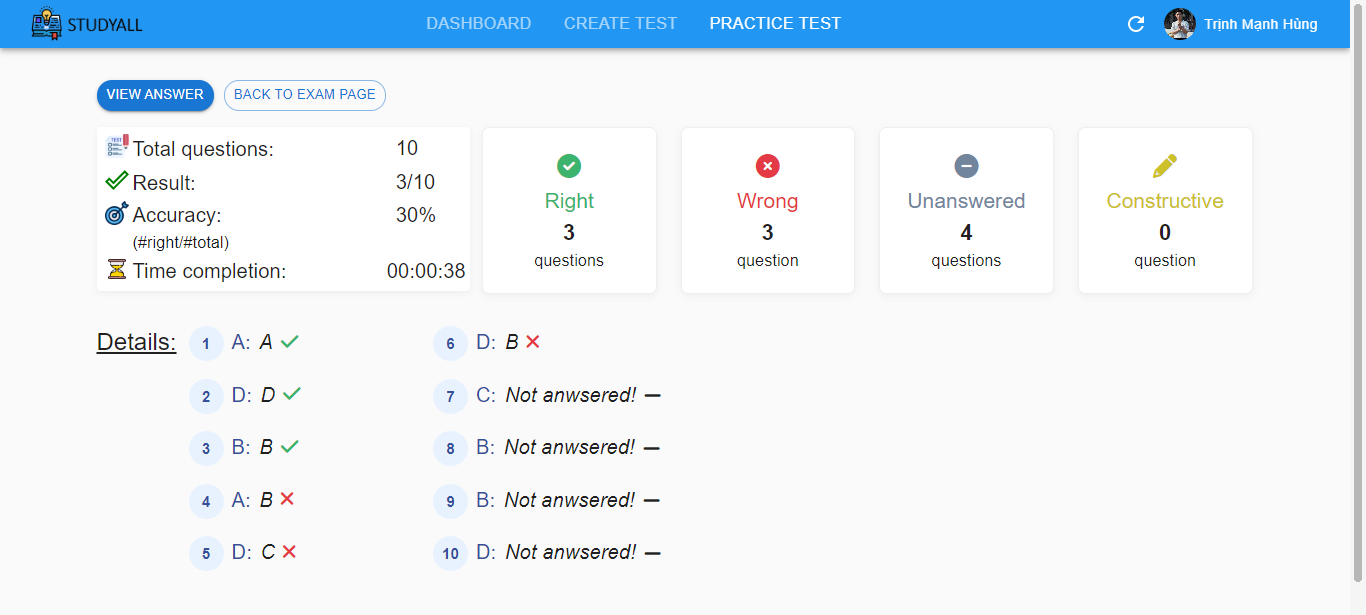 STUDYALL DASHBOARD CREATE TEST PRACTICE TEST Trịnh Mạnh Hùng
VIEW ANSWER BACK TO EXAM PAGE
Total questions: 10
Result: 3/10
Accuracy: 30%
(#right/#total)
Time completion: 00:00:38
Right
3
questions
Wrong
3
question
Unanswered
4
questions
Constructive
0
question
Details:
1 A: A
2 D: D
3 B: B
4 A: B
5 D: C
6 D: B
7 C: Not anwsered!
8 B: Not anwsered!
9 B: Not anwsered!
10 D: Not anwsered!